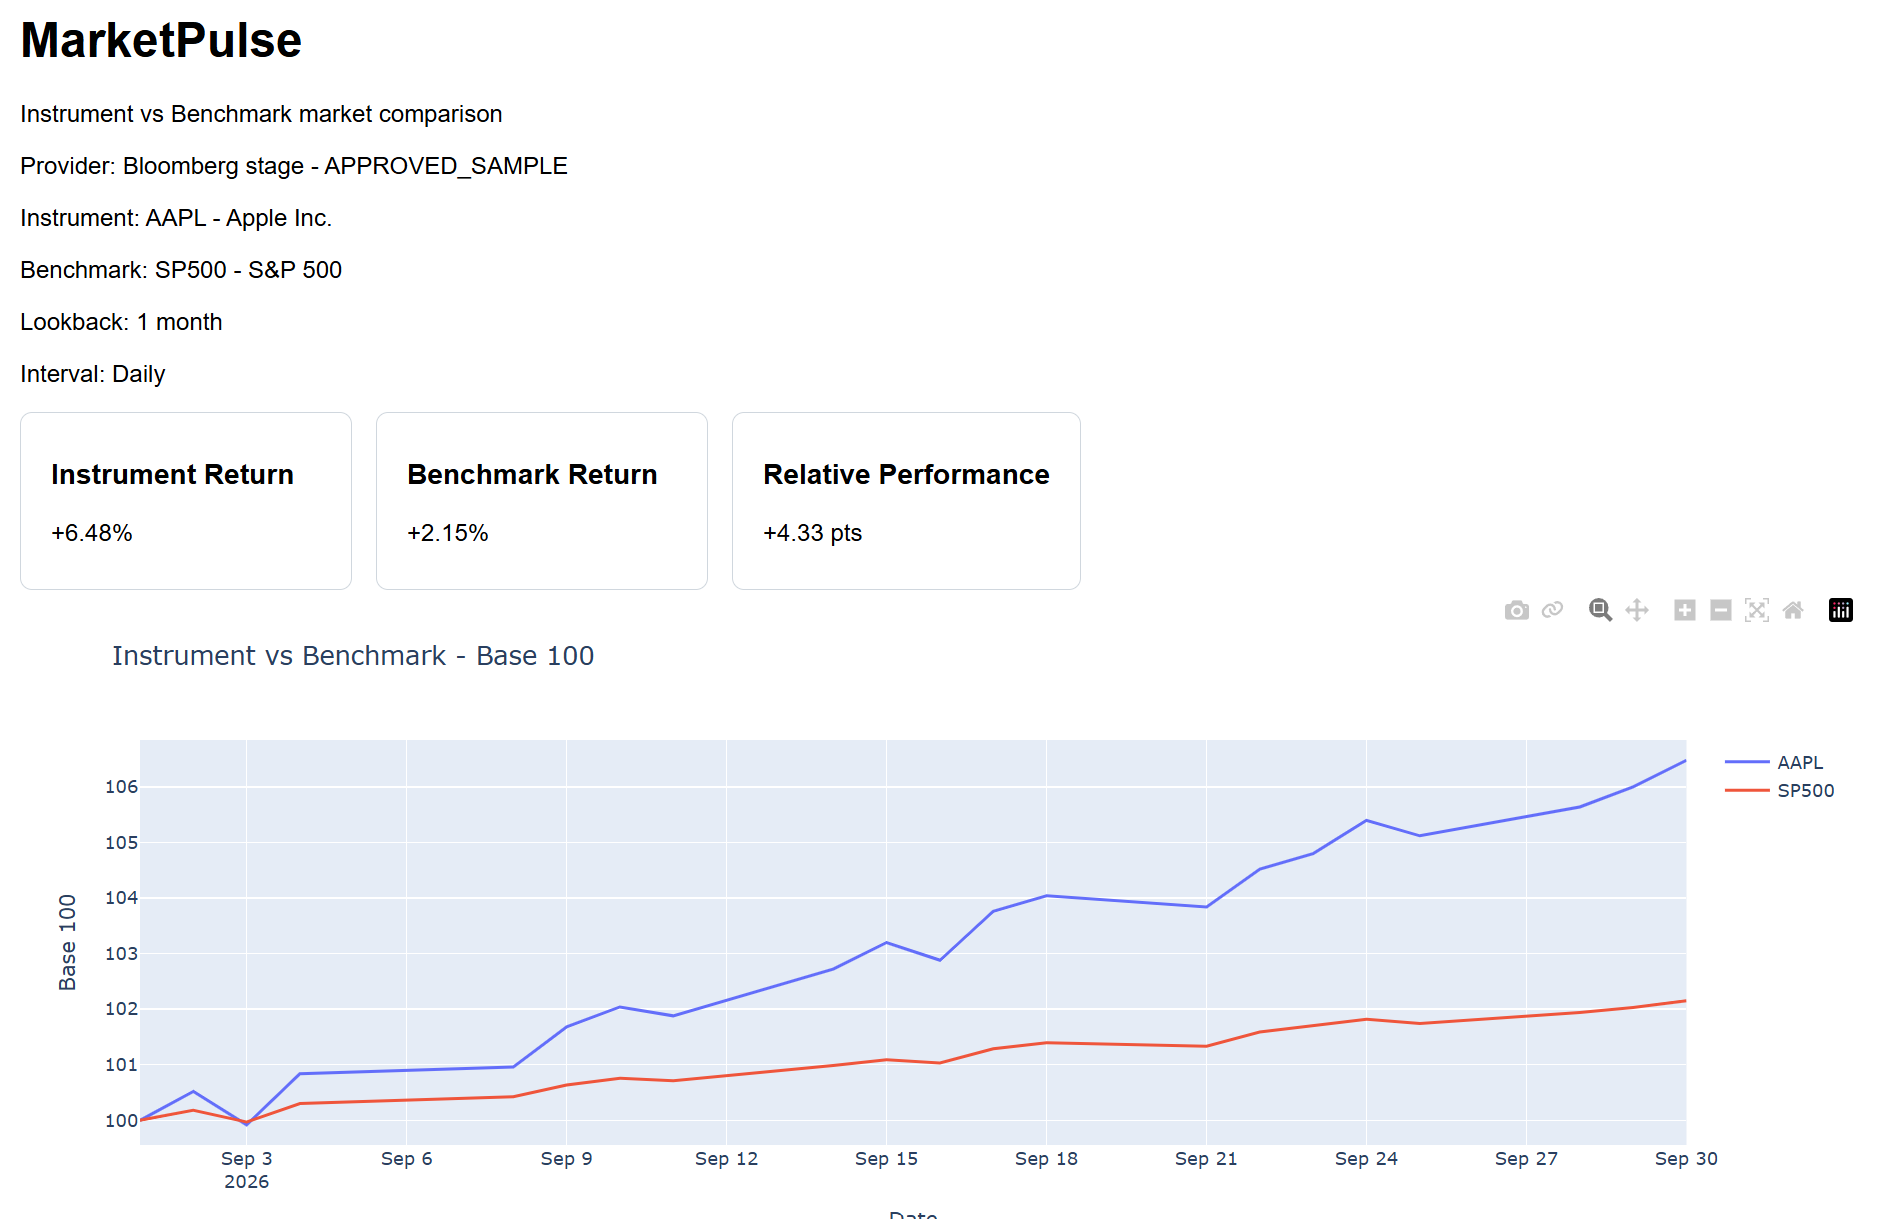 MarketPulse
Instrument vs Benchmark market comparison
Provider: Bloomberg stage - APPROVED_SAMPLE
Instrument: AAPL - Apple Inc.
Benchmark: SP500 - S&P 500
Lookback: 1 month
Interval: Daily
Instrument Return
+6.48%
Benchmark Return
+2.15%
Relative Performance
+4.33 pts
Instrument vs Benchmark - Base 100
AAPL
SP500
Base 100
106
105
104
103
102
101
100
Sep 3 Sep 6 Sep 9 Sep 12 Sep 15 Sep 18 Sep 21 Sep 24 Sep 27 Sep 30
2026
Date